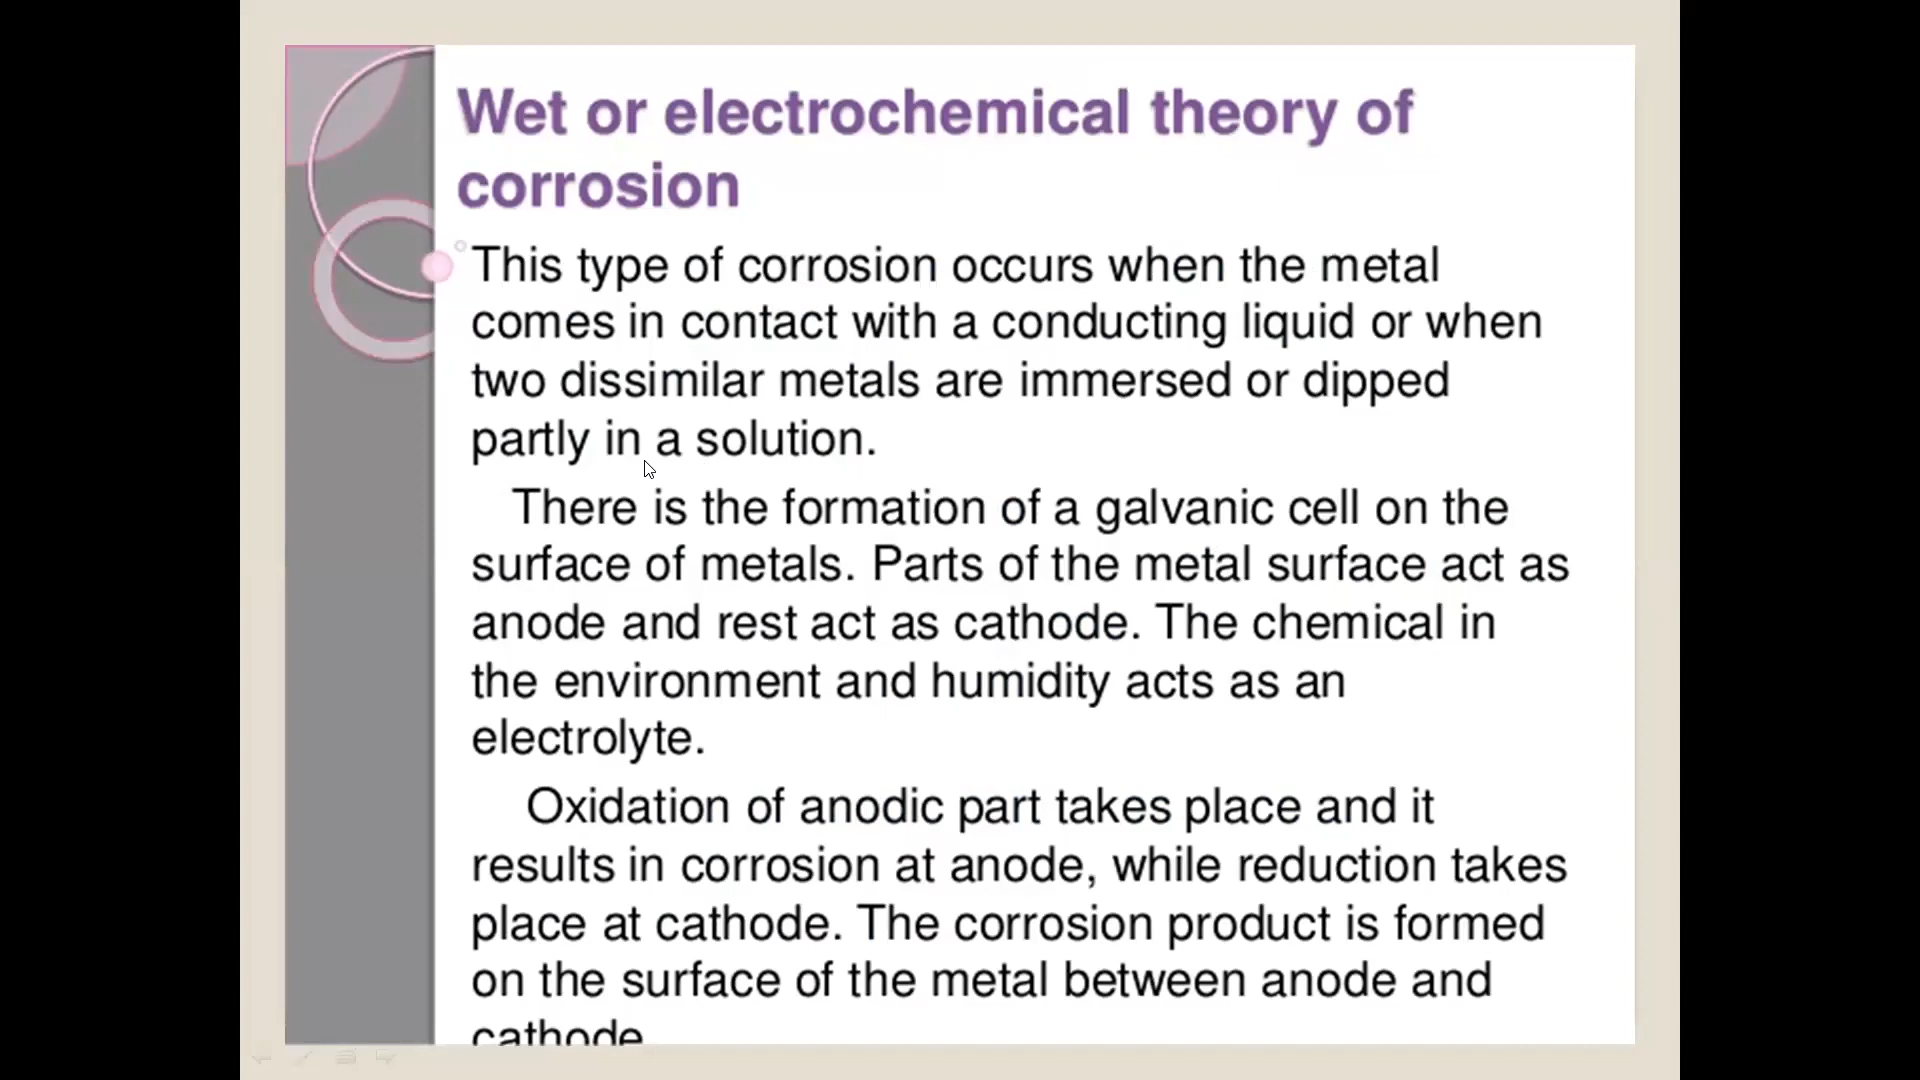 Wet or electrochemical theory of
corrosion
This type of corrosion occurs when the metal
comes in contact with a conducting liquid or when
two dissimilar metals are immersed or dipped
partly in a solution.
There is the formation of a galvanic cell on the
surface of metals. Parts of the metal surface act as
anode and rest act as cathode. The chemical in
the environment and humidity acts as an
electrolyte.
Oxidation of anodic part takes place and it
results in corrosion at anode, while reduction takes
place at cathode. The corrosion product is formed
on the surface of the metal between anode and
cathode